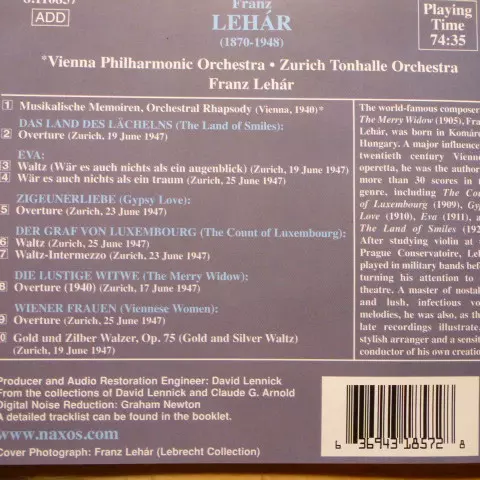 8.110857
ADD
Franz
LEHÁR
(1870-1948)
Playing
Time
74:35
*Vienna Philharmonic Orchestra • Zurich Tonhalle Orchestra
Franz Lehár
1 Musikalische Memoiren, Orchestral Rhapsody (Vienna, 1940)*
DAS LAND DES LÄCHELNS (The Land of Smiles):
2 Overture (Zurich, 19 June 1947)
EVA:
3 Waltz (Wär es auch nichts als ein augenblick) (Zurich, 19 June 1947)
4 Wär es auch nichts als ein traum (Zurich, 25 June 1947)
ZIGEUNERLIEBE (Gypsy Love):
5 Overture (Zurich, 23 June 1947)
DER GRAF VON LUXEMBOURG (The Count of Luxembourg):
6 Waltz (Zurich, 25 June 1947)
7 Waltz-Intermezzo (Zurich, 23 June 1947)
DIE LUSTIGE WITWE (The Merry Widow):
8 Overture (1940) (Zurich, 17 June 1947)
WIENER FRAUEN (Viennese Women):
9 Overture (Zurich, 25 June 1947)
0 Gold und Zilber Walzer, Op. 75 (Gold and Silver Waltz)
(Zurich, 19 June 1947)
The world-famous composer
The Merry Widow (1905), Fra
Lehár, was born in Komáro
Hungary. A major influence
twentieth century Vienne
operetta, he was the author
more than 30 scores in t
genre, including The Cou
of Luxembourg (1909), Gyps
Love (1910), Eva (1911), a
The Land of Smiles (192
After studying violin at t
Prague Conservatoire, Leh
played in military bands befo
turning his attention to
theatre. A master of nostal
and lush, infectious vo
melodies, he was also, as th
late recordings illustrate,
stylish arranger and a sensit
conductor of his own creation
Producer and Audio Restoration Engineer: David Lennick
From the collections of David Lennick and Claude G. Arnold
Digital Noise Reduction: Graham Newton
A detailed tracklist can be found in the booklet.
www.naxos.com
Cover Photograph: Franz Lehár (Lebrecht Collection)
6 36943 18572 8